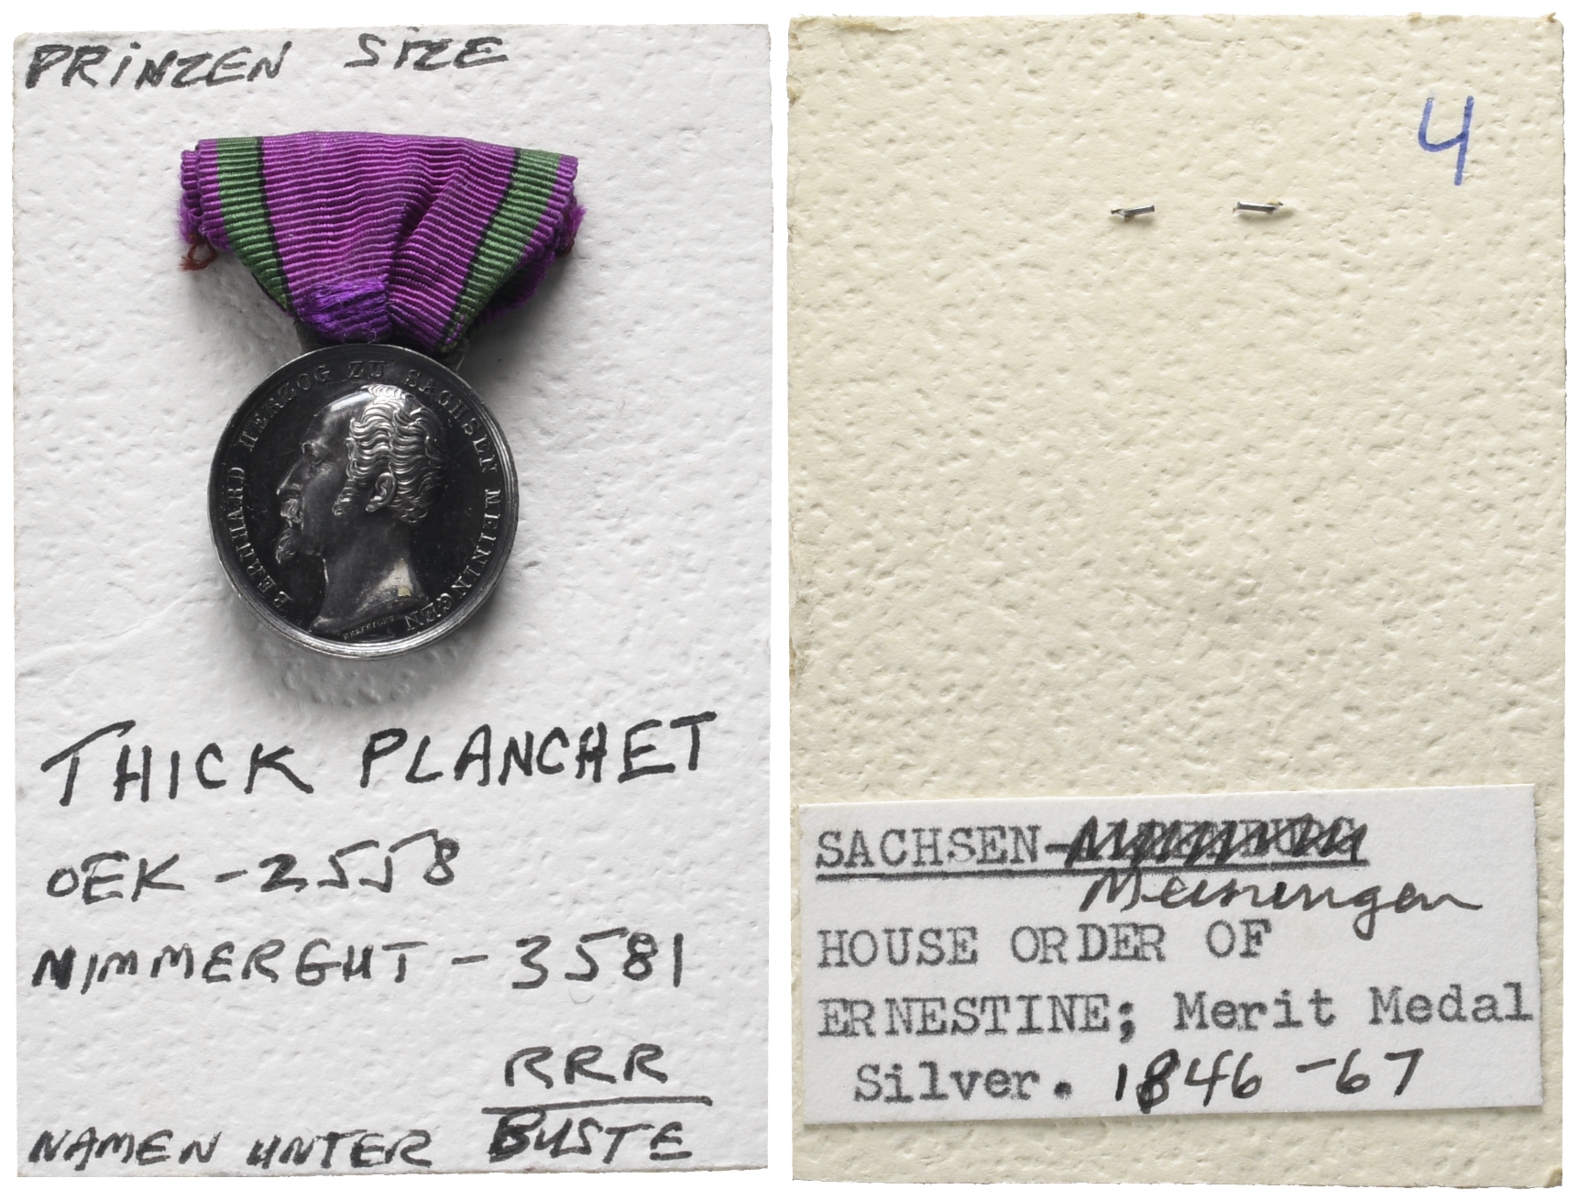 PRINZEN SIZE
BERNHARD HERZOG ZU SACHSEN MEININGEN
THICK PLANCHET
OEK - 2558
NIMMERGUT - 3581
RRR
NAMEN UNTER BUSTE
4
SACHSEN-
Meiningen
HOUSE ORDER OF
ERNESTINE; Merit Medal
Silver. 1846-67